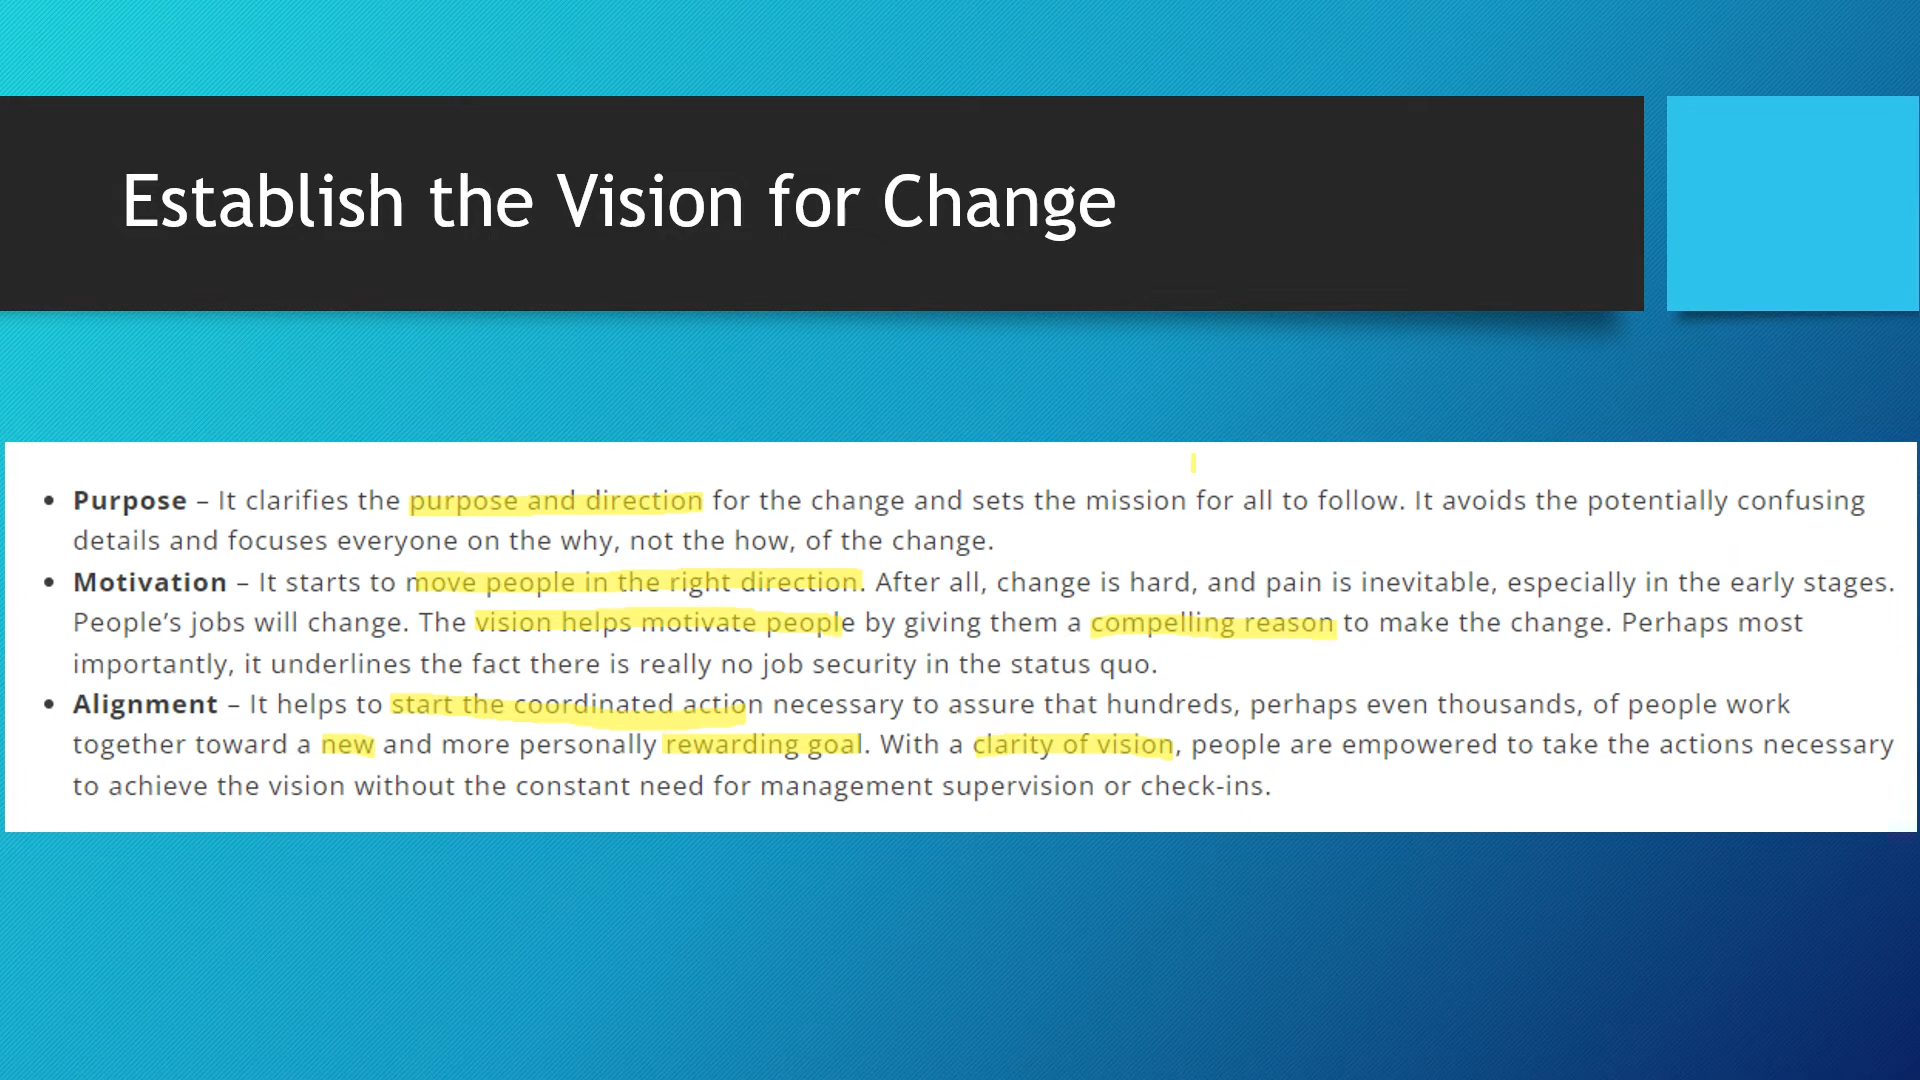 Establish the Vision for Change
• Purpose – It clarifies the purpose and direction for the change and sets the mission for all to follow. It avoids the potentially confusing
details and focuses everyone on the why, not the how, of the change.
• Motivation – It starts to move people in the right direction. After all, change is hard, and pain is inevitable, especially in the early stages.
People’s jobs will change. The vision helps motivate people by giving them a compelling reason to make the change. Perhaps most
importantly, it underlines the fact there is really no job security in the status quo.
• Alignment – It helps to start the coordinated action necessary to assure that hundreds, perhaps even thousands, of people work
together toward a new and more personally rewarding goal. With a clarity of vision, people are empowered to take the actions necessary
to achieve the vision without the constant need for management supervision or check-ins.